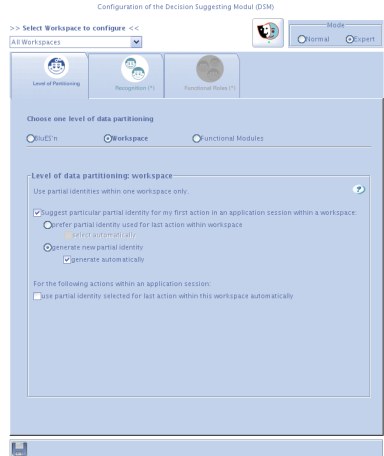 Configuration of the Decision Suggesting Modul (DSM)
>> Select Workspace to configure <<
All Workspaces
Mode
Normal
Expert
Level of Partitioning
Recognition (*)
Functional Roles (*)
Choose one level of data partitioning
BluES'n
Workspace
Functional Modules
Level of data partitioning: workspace
Use partial identities within one workspace only.
?
Suggest particular partial identity for my first action in an application session within a workspace:
prefer partial identity used for last action within workspace
select automatically
generate new partial identity
generate automatically
For the following actions within an application session:
use partial identity selected for last action within this workspace automatically